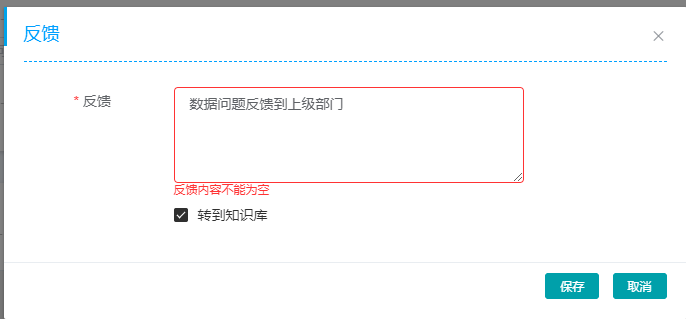 反馈
* 反馈
数据问题反馈到上级部门
反馈内容不能为空
转到知识库
保存 取消